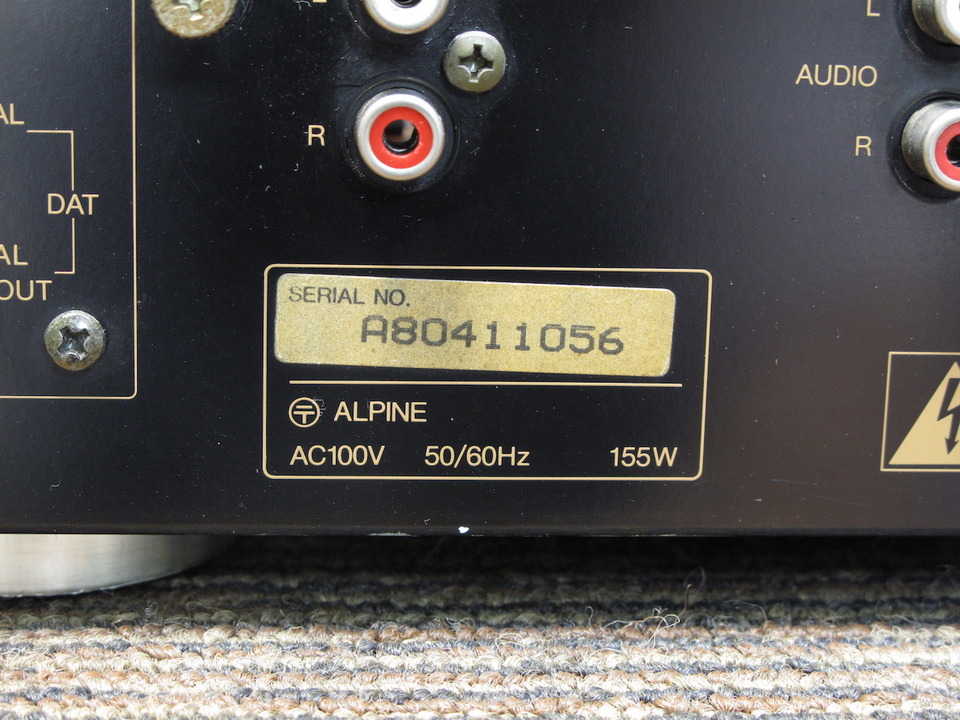 L
AUDIO
R
R
AL
DAT
AL
OUT
SERIAL NO.
A80411056
ALPINE
AC100V 50/60Hz 155W